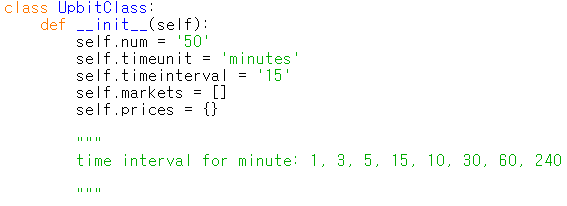 class UpbitClass:
    def __init__(self):
        self.num = '50'
        self.timeunit = 'minutes'
        self.timeinterval = '15'
        self.markets = []
        self.prices = {}

        """
        time interval for minute: 1, 3, 5, 15, 10, 30, 60, 240

        """